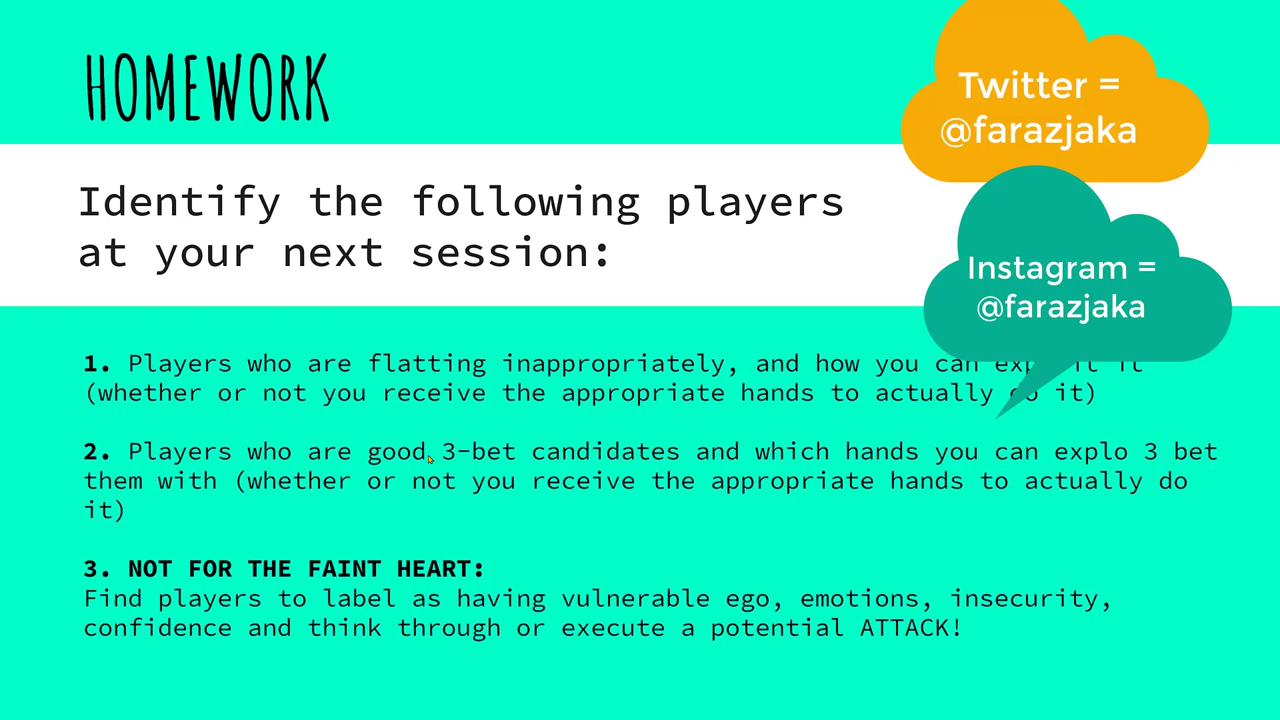 HOMEWORK
Twitter =
@farazjaka
Identify the following players
at your next session:
Instagram =
@farazjaka
1. Players who are flatting inappropriately, and how you can it
(whether or not you receive the appropriate hands to actually it)
2. Players who are good 3-bet candidates and which hands you can explo 3 bet
them with (whether or not you receive the appropriate hands to actually do
it)
3. NOT FOR THE FAINT HEART:
Find players to label as having vulnerable ego, emotions, insecurity,
confidence and think through or execute a potential ATTACK!